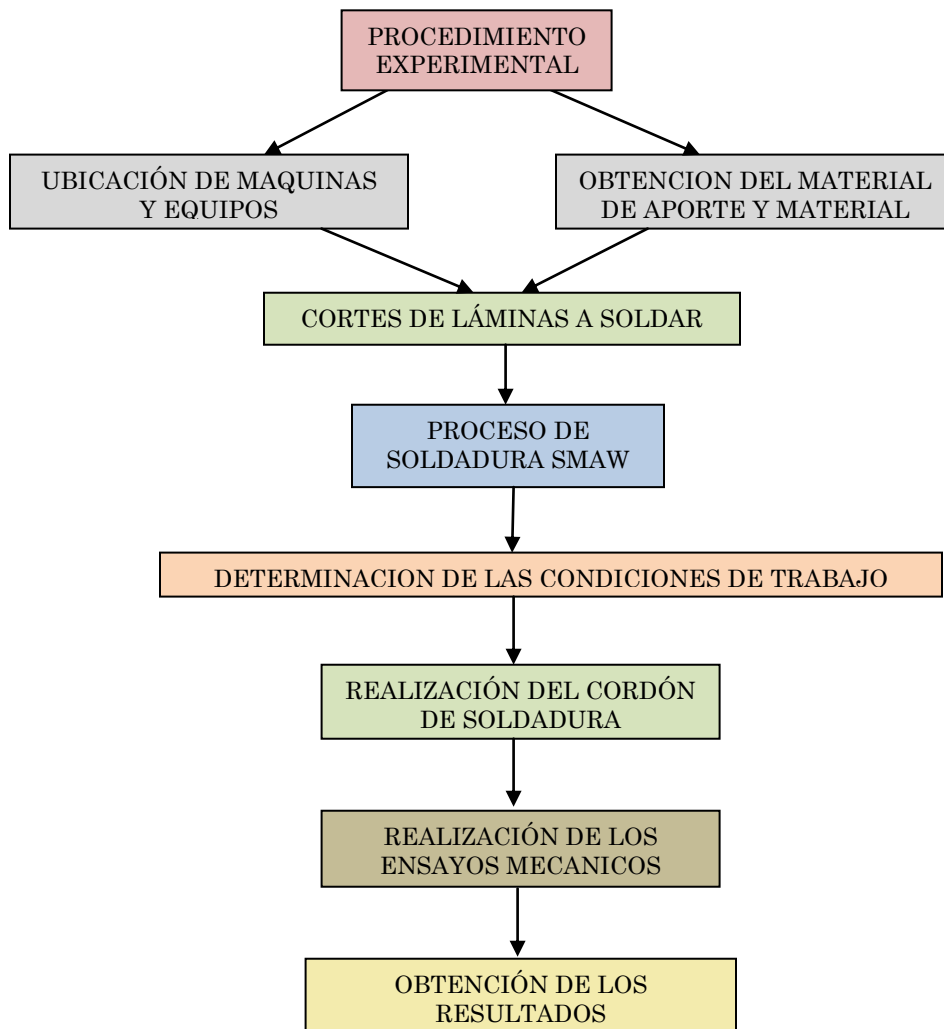 PROCEDIMIENTO
EXPERIMENTAL
UBICACIÓN DE MAQUINAS
Y EQUIPOS
OBTENCION DEL MATERIAL
DE APORTE Y MATERIAL
CORTES DE LÁMINAS A SOLDAR
PROCESO DE
SOLDADURA SMAW
DETERMINACION DE LAS CONDICIONES DE TRABAJO
REALIZACIÓN DEL CORDÓN
DE SOLDADURA
REALIZACIÓN DE LOS
ENSAYOS MECANICOS
OBTENCIÓN DE LOS
RESULTADOS